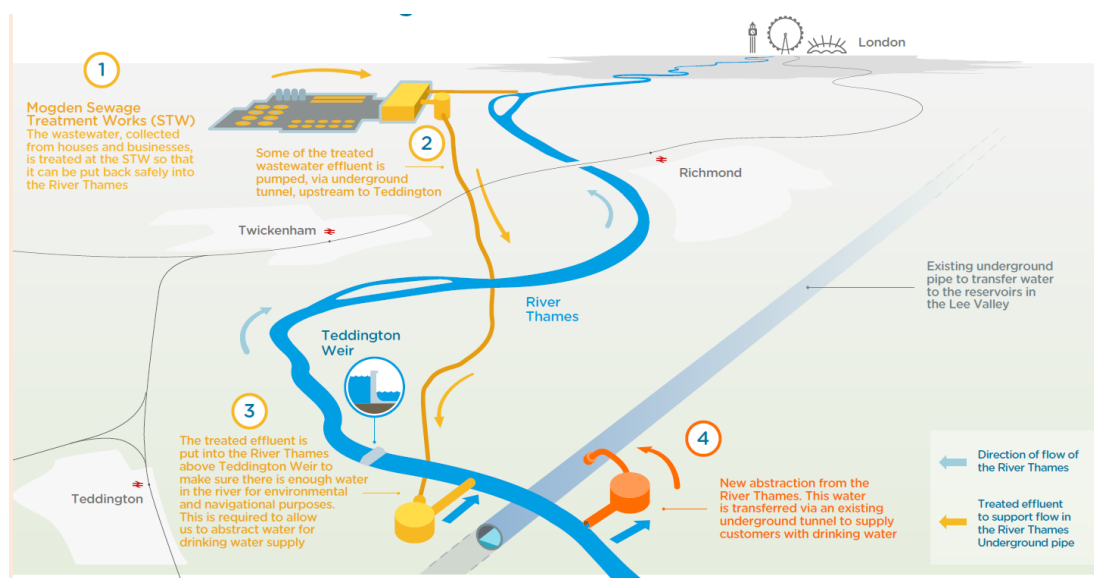 London
1
Mogden Sewage
Treatment Works (STW)
The wastewater, collected
from houses and businesses,
is treated at the STW so that
it can be put back safely into
the River Thames
2
Some of the treated
wastewater effluent is
pumped, via underground
tunnel, upstream to Teddington
Richmond
Twickenham
Existing underground
pipe to transfer water
to the reservoirs in
the Lee Valley
River
Thames
Teddington
Weir
3
The treated effluent is
put into the River Thames
above Teddington Weir to
make sure there is enough water
in the river for environmental
and navigational purposes.
This is required to allow
us to abstract water for
drinking water supply
4
New abstraction from the
River Thames. This water
is transferred via an existing
underground tunnel to supply
customers with drinking water
Teddington
Direction of flow of
the River Thames
Treated effluent
to support flow in
the River Thames
Underground pipe